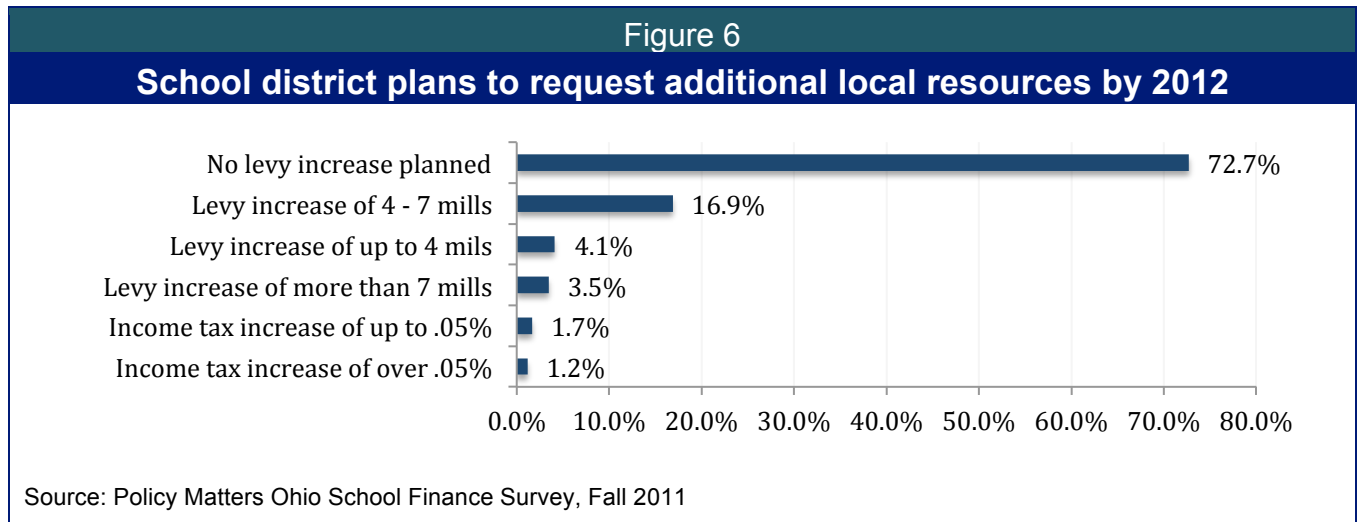 Figure 6
School district plans to request additional local resources by 2012
No levy increase planned 72.7%
Levy increase of 4 - 7 mills 16.9%
Levy increase of up to 4 mils 4.1%
Levy increase of more than 7 mills 3.5%
Income tax increase of up to .05% 1.7%
Income tax increase of over .05% 1.2%
0.0% 10.0% 20.0% 30.0% 40.0% 50.0% 60.0% 70.0% 80.0%
Source: Policy Matters Ohio School Finance Survey, Fall 2011